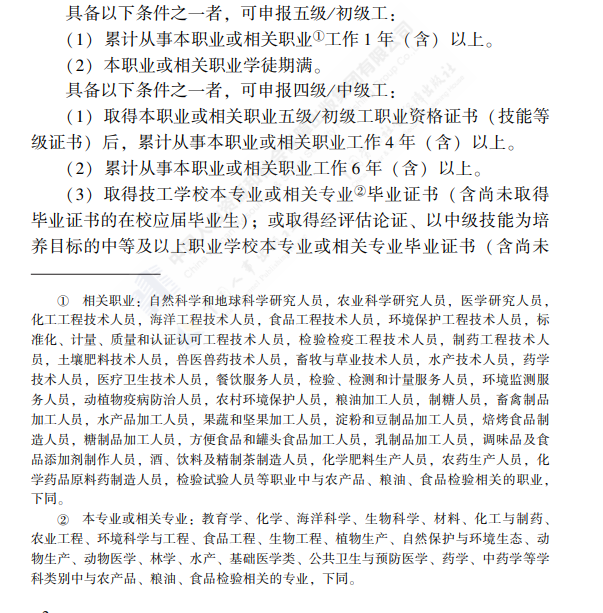 具备以下条件之一者，可申报五级/初级工：
（1）累计从事本职业或相关职业①工作 1 年（含）以上。
（2）本职业或相关职业学徒期满。
具备以下条件之一者，可申报四级/中级工：
（1）取得本职业或相关职业五级/初级工职业资格证书（技能等
级证书）后，累计从事本职业或相关职业工作 4 年（含）以上。
（2）累计从事本职业或相关职业工作 6 年（含）以上。
（3）取得技工学校本专业或相关专业②毕业证书（含尚未取得
毕业证书的在校应届毕业生）；或取得经评估论证、以中级技能为培
养目标的中等及以上职业学校本专业或相关专业毕业证书（含尚未
① 相关职业：自然科学和地球科学研究人员，农业科学研究人员，医学研究人员，
化工工程技术人员，海洋工程技术人员，食品工程技术人员，环境保护工程技术人员，标
准化、计量、质量和认证认可工程技术人员，检验检疫工程技术人员，制药工程技术人
员，土壤肥料技术人员，兽医兽药技术人员，畜牧与草业技术人员，水产技术人员，药学
技术人员，医疗卫生技术人员，餐饮服务人员，检验、检测和计量服务人员，环境监测服
务人员，动植物疫病防治人员，农村环境保护人员，粮油加工人员，制糖人员，畜禽制品
加工人员，水产品加工人员，果蔬和坚果加工人员，淀粉和豆制品加工人员，焙烤食品制
造人员，糖制品加工人员，方便食品和罐头食品加工人员，乳制品加工人员，调味品及食
品添加剂制作人员，酒、饮料及精制茶制造人员，化学肥料生产人员，农药生产人员，化
学药品原料药制造人员，检验试验人员等职业中与农产品、粮油、食品检验相关的职业，
下同。
② 本专业或相关专业：教育学、化学、海洋科学、生物科学、材料、化工与制药、
农业工程、环境科学与工程、食品工程、生物工程、植物生产、自然保护与环境生态、动
物生产、动物医学、林学、水产、基础医学类、公共卫生与预防医学、药学、中药学等学
科类别中与农产品、粮油、食品检验相关的专业，下同。